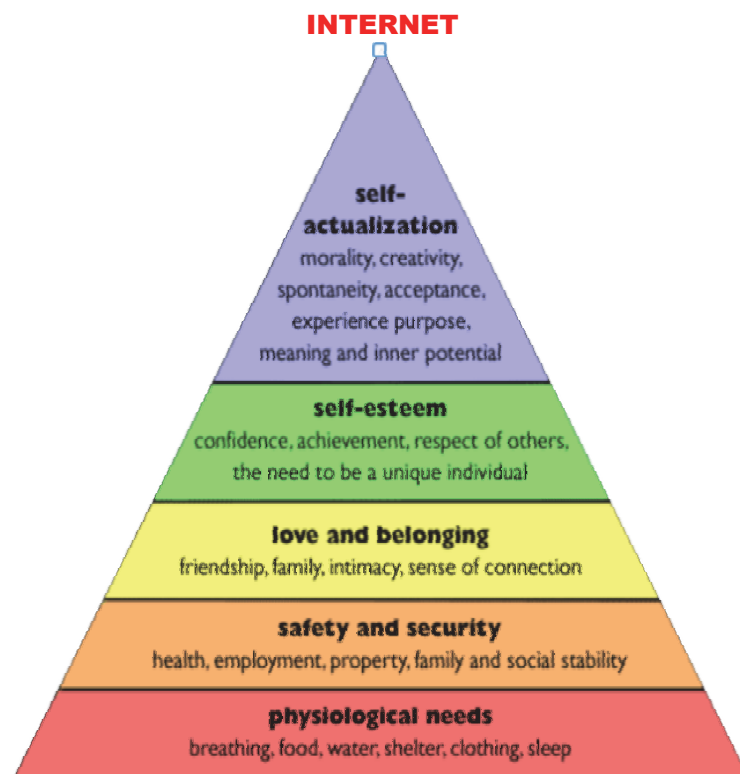 INTERNET
self-
actualization
morality, creativity,
spontaneity, acceptance,
experience purpose,
meaning and inner potential
self-esteem
confidence, achievement, respect of others,
the need to be a unique individual
love and belonging
friendship, family, intimacy, sense of connection
safety and security
health, employment, property, family and social stability
physiological needs
breathing, food, water, shelter, clothing, sleep